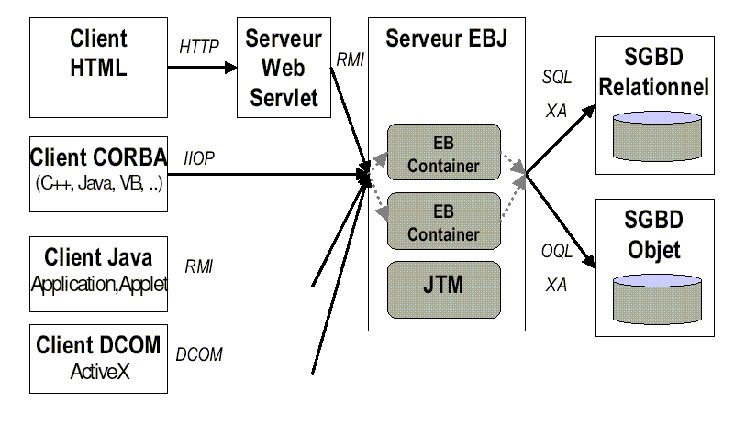 Client
HTML
HTTP
Serveur
Web
Servlet
RMI
Serveur EBJ
SQL
XA
SGBD
Relationnel
Client CORBA
(C++, Java, VB, ..)
IIOP
EB
Container
EB
Container
JTM
Client Java
Application,Applet
RMI
OQL
XA
SGBD
Objet
Client DCOM
ActiveX
DCOM